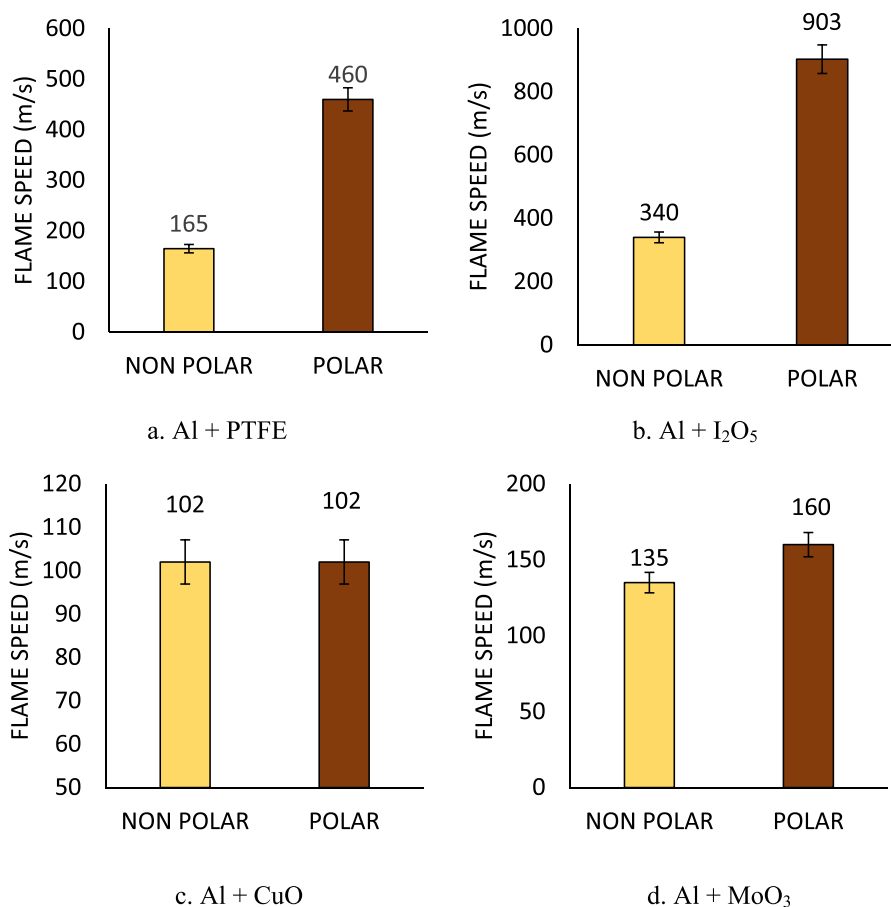 FLAME SPEED (m/s)
600
500
400
300
200
100
0
165
460
NON POLAR
POLAR
a. Al + PTFE
FLAME SPEED (m/s)
1000
800
600
400
200
0
340
903
NON POLAR
POLAR
b. Al + I₂O₅
FLAME SPEED (m/s)
120
110
100
90
80
70
60
50
102
102
NON POLAR
POLAR
c. Al + CuO
FLAME SPEED (m/s)
200
150
100
50
0
135
160
NON POLAR
POLAR
d. Al + MoO₃